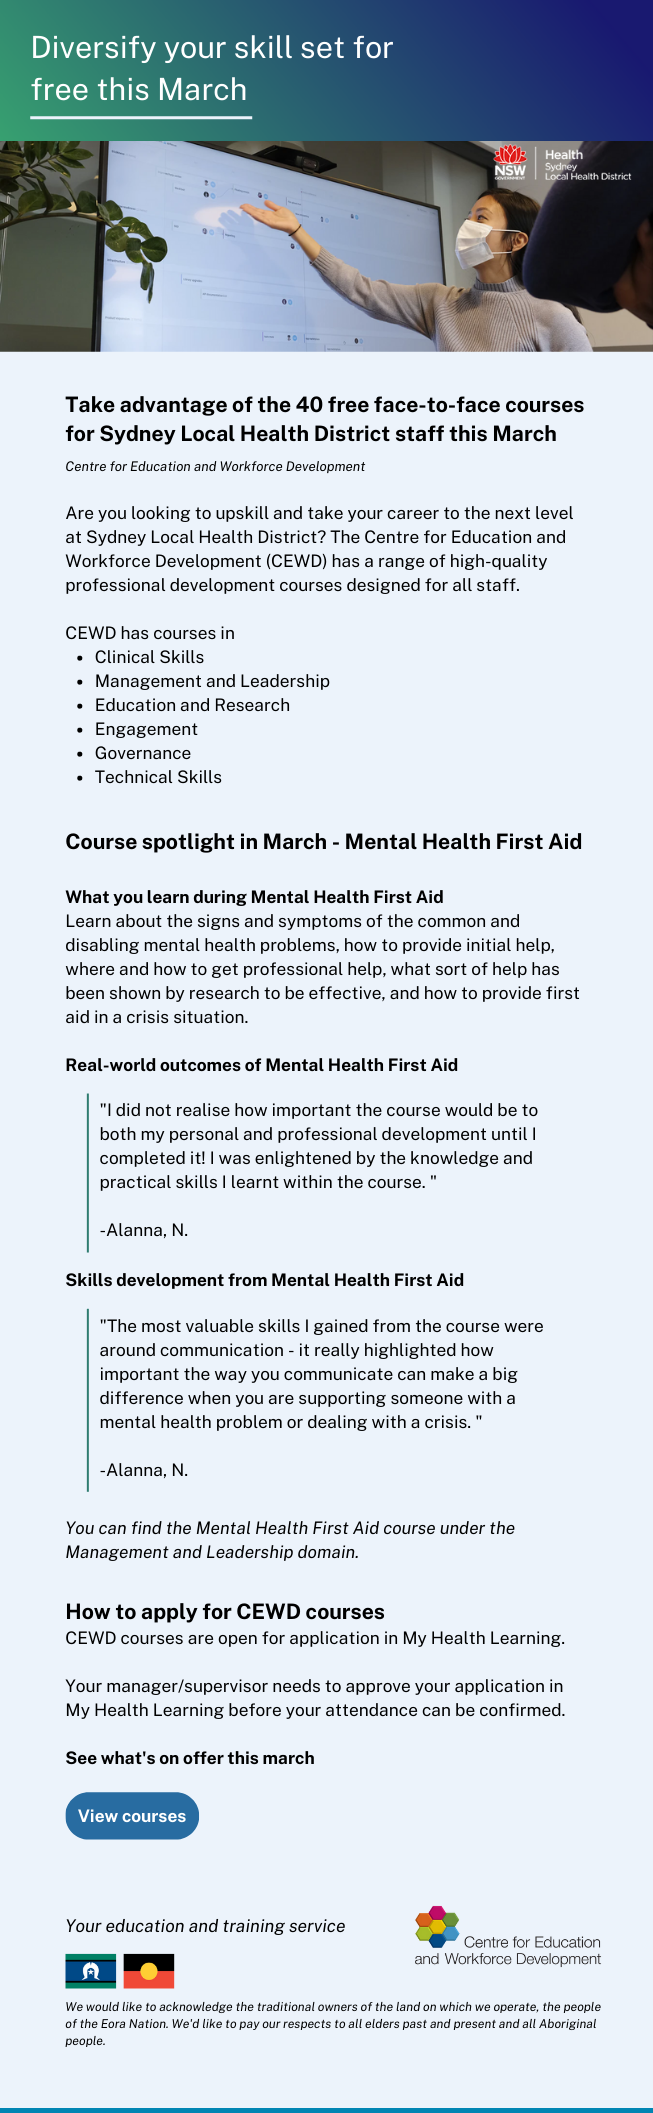 Diversify your skill set for
free this March
NSW
GOVERNMENT
Health
Sydney
Local Health District
Take advantage of the 40 free face-to-face courses
for Sydney Local Health District staff this March
Centre for Education and Workforce Development
Are you looking to upskill and take your career to the next level
at Sydney Local Health District? The Centre for Education and
Workforce Development (CEWD) has a range of high-quality
professional development courses designed for all staff.
CEWD has courses in
• Clinical Skills
• Management and Leadership
• Education and Research
• Engagement
• Governance
• Technical Skills
Course spotlight in March - Mental Health First Aid
What you learn during Mental Health First Aid
Learn about the signs and symptoms of the common and
disabling mental health problems, how to provide initial help,
where and how to get professional help, what sort of help has
been shown by research to be effective, and how to provide first
aid in a crisis situation.
Real-world outcomes of Mental Health First Aid
"I did not realise how important the course would be to
both my personal and professional development until I
completed it! I was enlightened by the knowledge and
practical skills I learnt within the course. "
-Alanna, N.
Skills development from Mental Health First Aid
"The most valuable skills I gained from the course were
around communication - it really highlighted how
important the way you communicate can make a big
difference when you are supporting someone with a
mental health problem or dealing with a crisis. "
-Alanna, N.
You can find the Mental Health First Aid course under the
Management and Leadership domain.
How to apply for CEWD courses
CEWD courses are open for application in My Health Learning.
Your manager/supervisor needs to approve your application in
My Health Learning before your attendance can be confirmed.
See what's on offer this march
View courses
Your education and training service
Centre for Education
and Workforce Development
We would like to acknowledge the traditional owners of the land on which we operate, the people
of the Eora Nation. We'd like to pay our respects to all elders past and present and all Aboriginal
people.